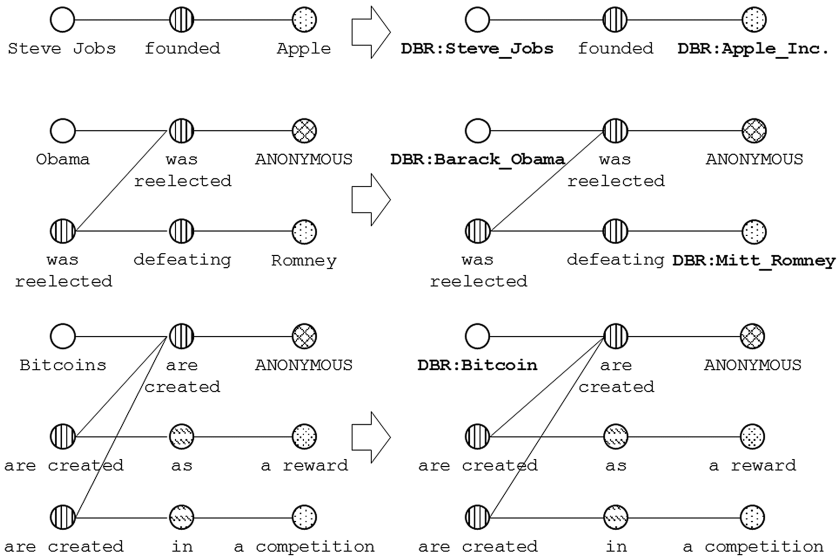 Steve Jobs founded Apple DBR:Steve_Jobs founded DBR:Apple_Inc.
Obama was ANONYMOUS DBR:Barack_Obama was ANONYMOUS
reelected reelected
was defeating Romney was defeating DBR:Mitt_Romney
reelected reelected
Bitcoins are ANONYMOUS DBR:Bitcoin are ANONYMOUS
created created
are created as a reward are created as a reward
are created in a competition are created in a competition